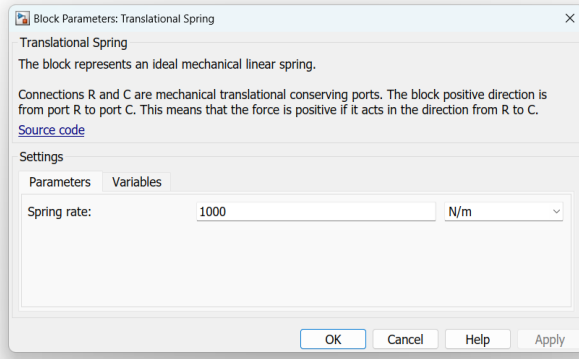 Block Parameters: Translational Spring
Translational Spring
The block represents an ideal mechanical linear spring.
Connections R and C are mechanical translational conserving ports. The block positive direction is
from port R to port C. This means that the force is positive if it acts in the direction from R to C.
Source code
Settings
Parameters Variables
Spring rate: 1000 N/m
OK Cancel Help Apply